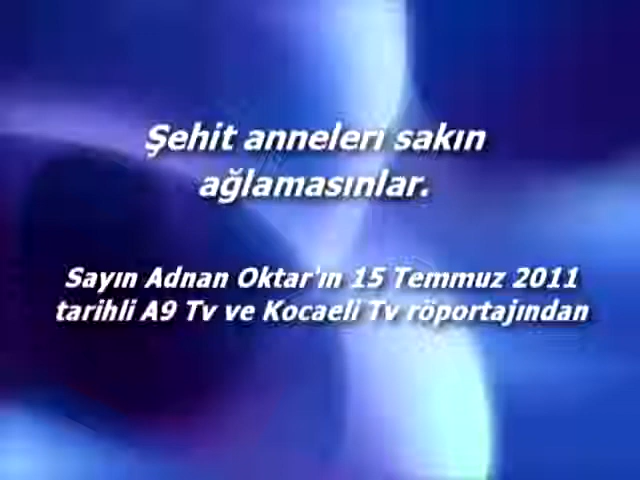 Şehit anneleri sakın
ağlamasınlar.
Sayın Adnan Oktar'ın 15 Temmuz 2011
tarihli A9 Tv ve Kocaeli Tv röportajından